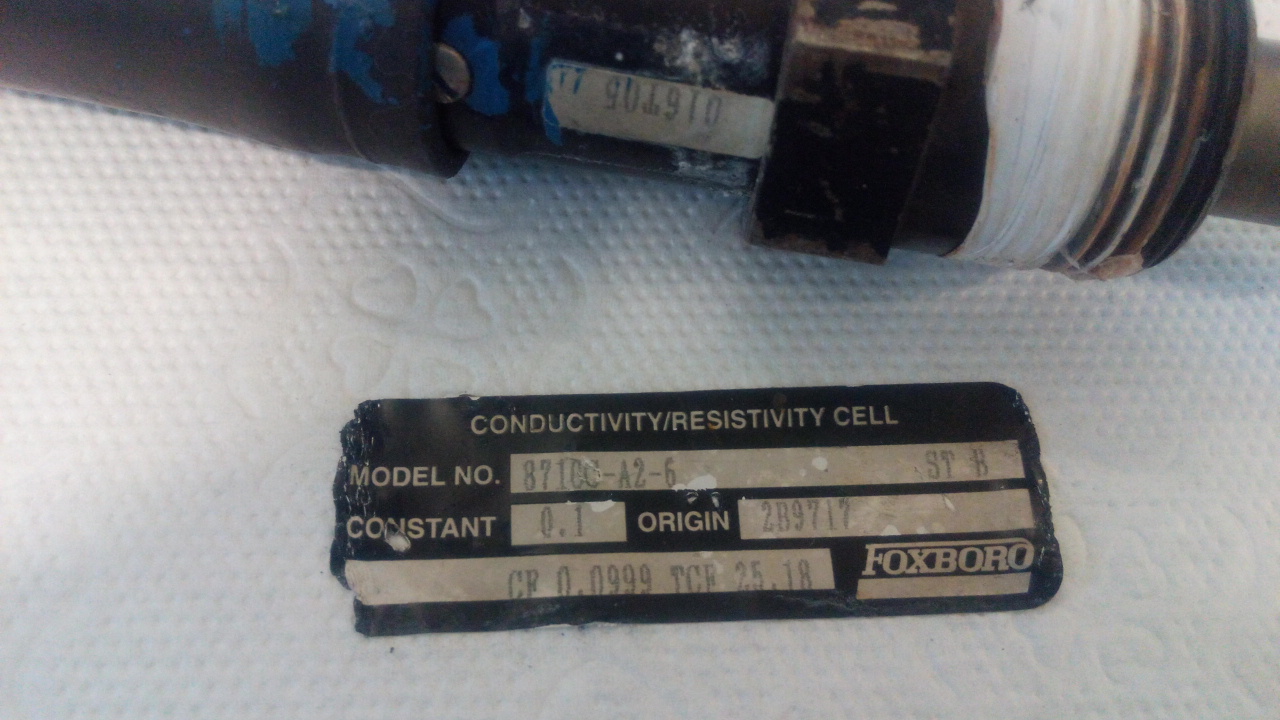 016T05
CONDUCTIVITY/RESISTIVITY CELL
MODEL NO. 871CC-A2-6 ST B
CONSTANT 0.1 ORIGIN 2B9717
CF 0.0999 TCF 25.18 FOXBORO